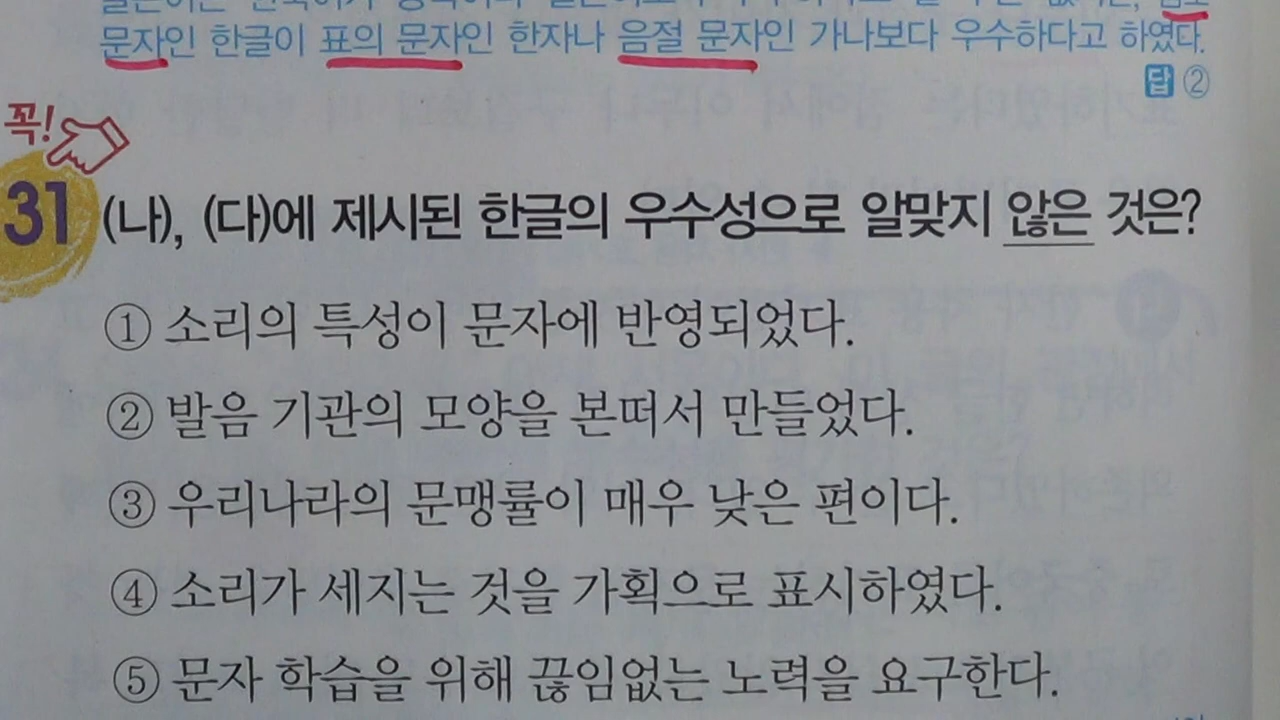 문자인 한글이 표의 문자인 한자나 음절 문자인 가나보다 우수하다고 하였다.
답 ②
꼭!
31 (나), (다)에 제시된 한글의 우수성으로 알맞지 않은 것은?
① 소리의 특성이 문자에 반영되었다.
② 발음 기관의 모양을 본떠서 만들었다.
③ 우리나라의 문맹률이 매우 낮은 편이다.
④ 소리가 세지는 것을 가획으로 표시하였다.
⑤ 문자 학습을 위해 끊임없는 노력을 요구한다.